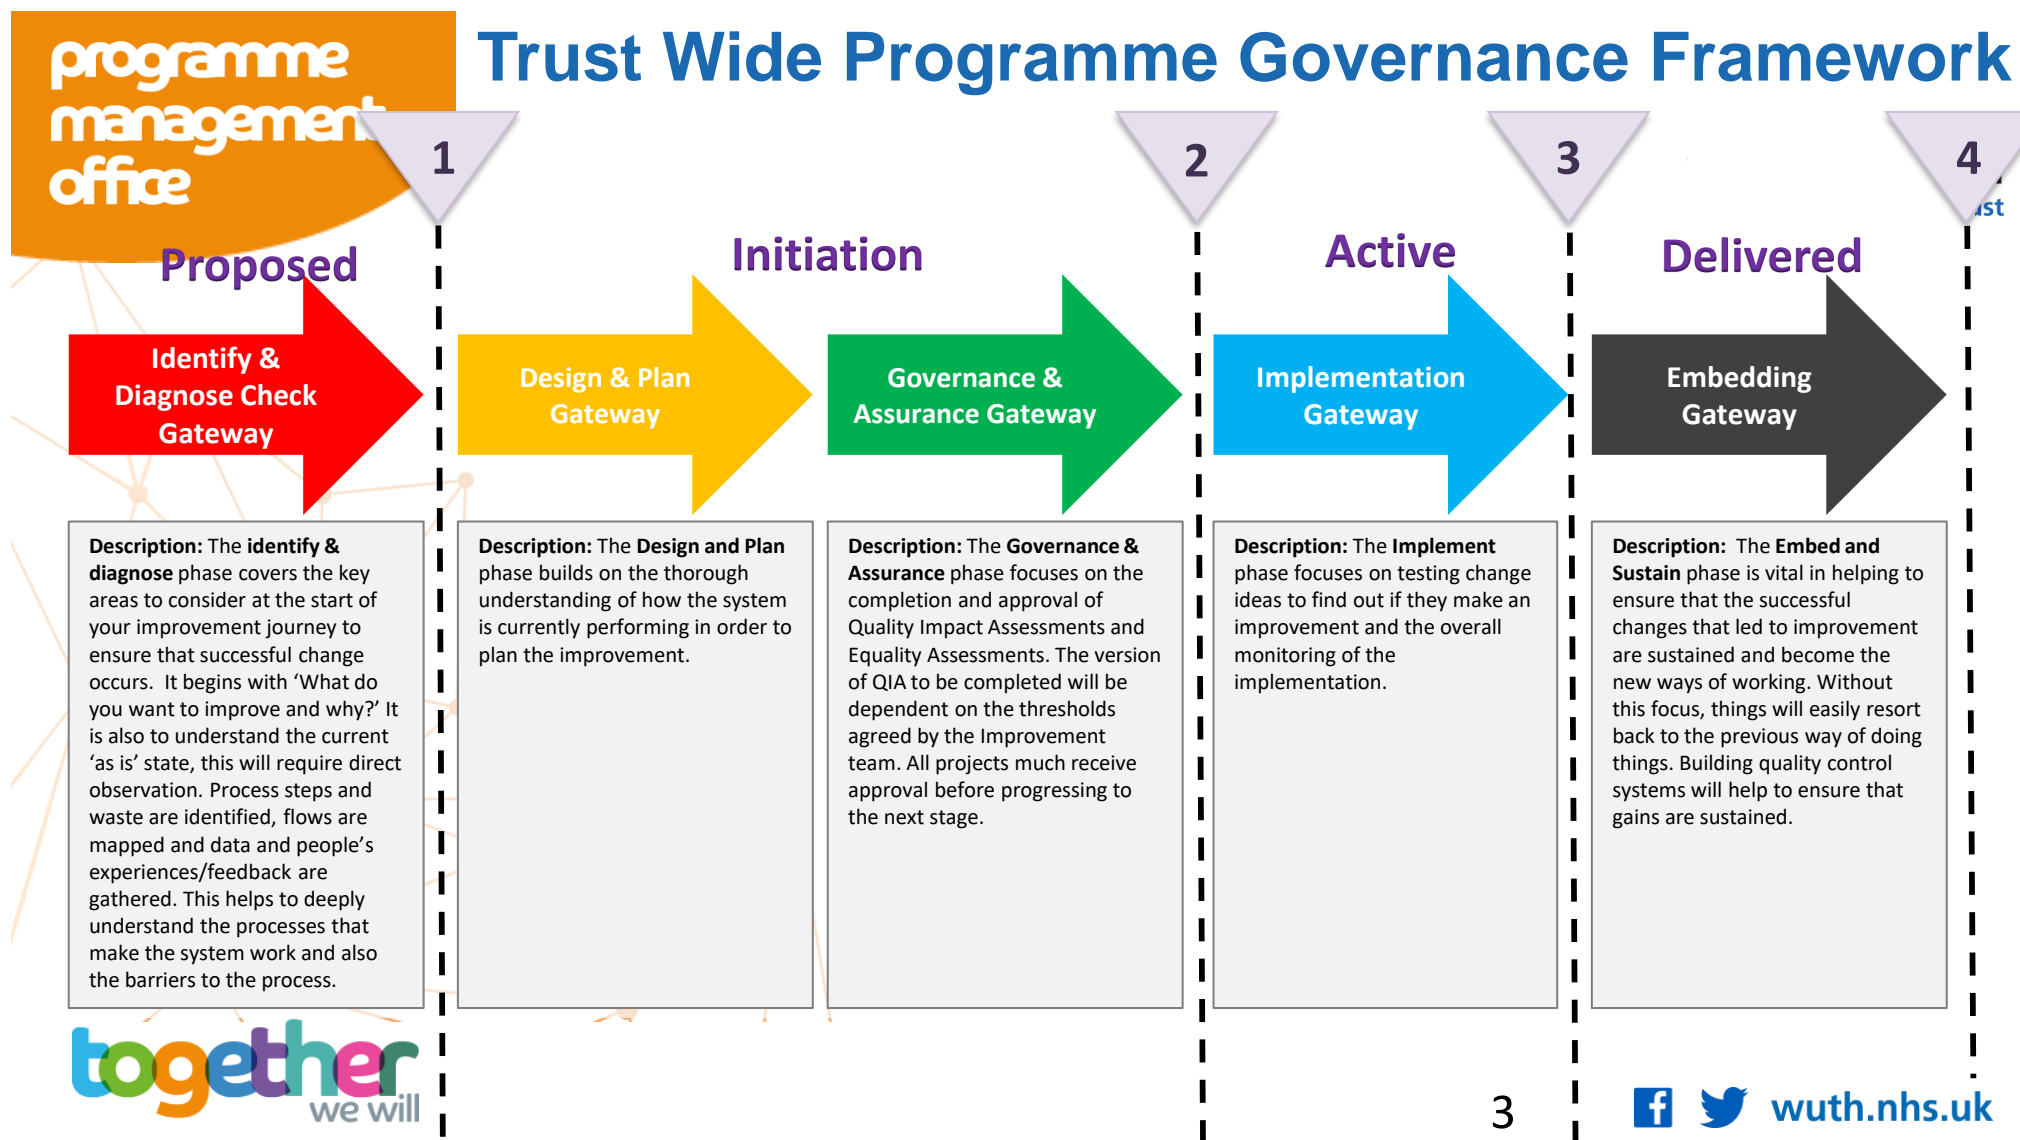 programme
management
office
Trust Wide Programme Governance Framework
1
2
3
4
ust
Proposed
Initiation
Active
Delivered
Identify &
Diagnose Check
Gateway
Design & Plan
Gateway
Governance &
Assurance Gateway
Implementation
Gateway
Embedding
Gateway
Description: The identify &
diagnose phase covers the key
areas to consider at the start of
your improvement journey to
ensure that successful change
occurs. It begins with ‘What do
you want to improve and why?’ It
is also to understand the current
‘as is’ state, this will require direct
observation. Process steps and
waste are identified, flows are
mapped and data and people’s
experiences/feedback are
gathered. This helps to deeply
understand the processes that
make the system work and also
the barriers to the process.
Description: The Design and Plan
phase builds on the thorough
understanding of how the system
is currently performing in order to
plan the improvement.
Description: The Governance &
Assurance phase focuses on the
completion and approval of
Quality Impact Assessments and
Equality Assessments. The version
of QIA to be completed will be
dependent on the thresholds
agreed by the Improvement
team. All projects much receive
approval before progressing to
the next stage.
Description: The Implement
phase focuses on testing change
ideas to find out if they make an
improvement and the overall
monitoring of the
implementation.
Description: The Embed and
Sustain phase is vital in helping to
ensure that the successful
changes that led to improvement
are sustained and become the
new ways of working. Without
this focus, things will easily resort
back to the previous way of doing
things. Building quality control
systems will help to ensure that
gains are sustained.
together
we will
3
wuth.nhs.uk